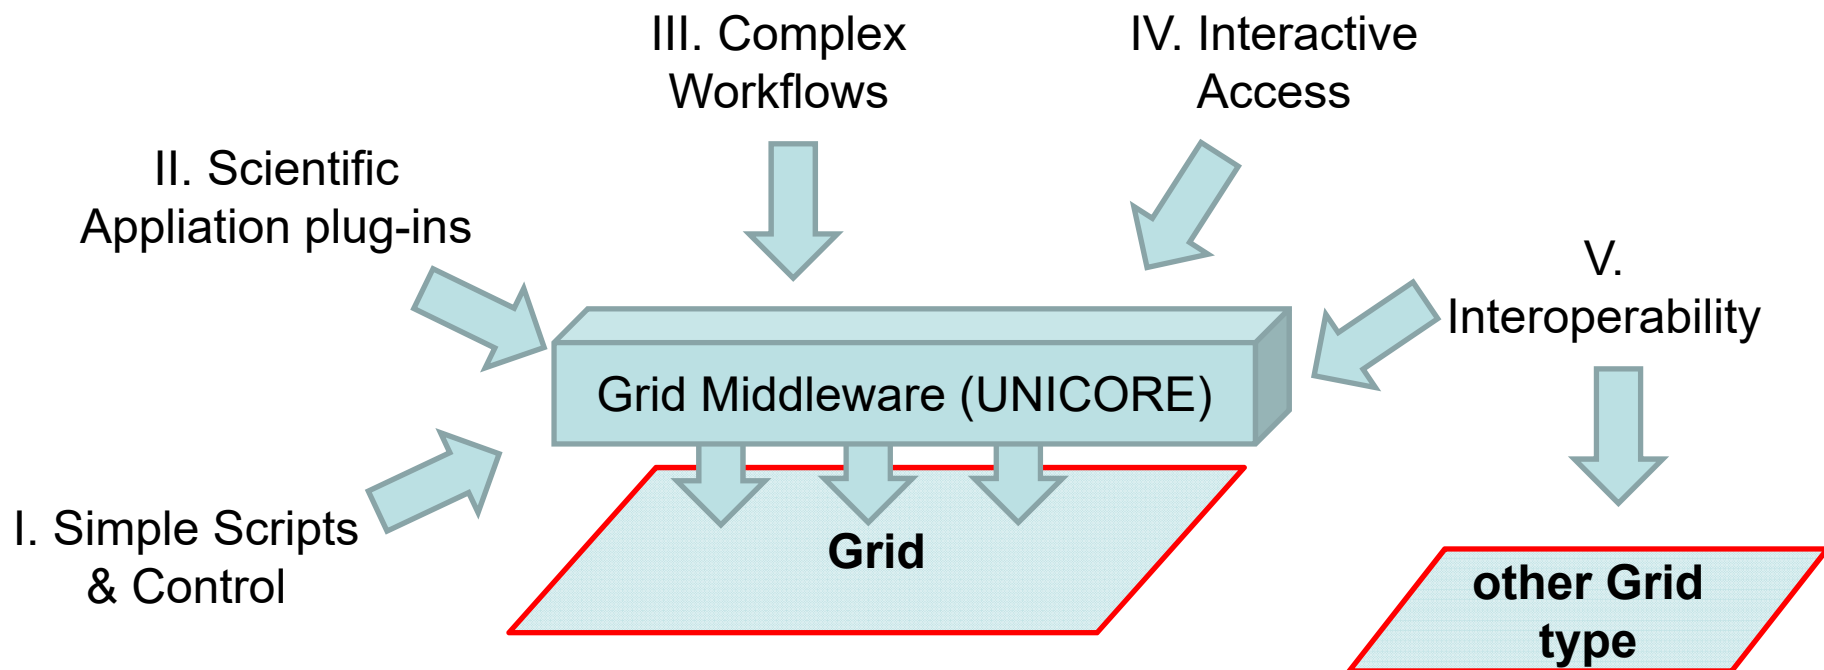 III. Complex
Workflows
IV. Interactive
Access
II. Scientific
Appliation plug-ins
V.
Interoperability
Grid Middleware (UNICORE)
I. Simple Scripts
& Control
Grid
other Grid
type